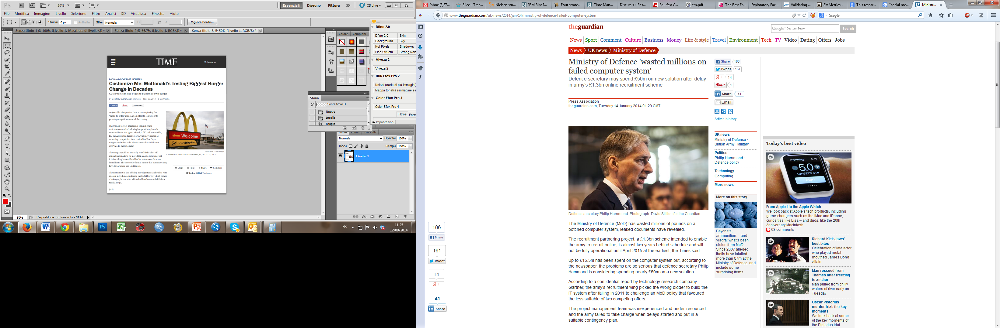 Ps Br Mb 50% Essenziali Disegno Pittura CS Live
File Modifica Immagine Livello Selezione Filtro Analisi 3D Visualizza Finestra Aiuto
Sfuma: 0 px Anti-alias Stile: Normale L: A: Migliora bordo...
Senza titolo-1 @ 100% (Livello 1, Maschera di livello/8) * Senza titolo-2 @ 66,7% (Livello 1, RGB/8) * Senza titolo-3 @ 50% (Livello 1, RGB/8) *
MENU
TIME
Subscribe
FOOD AND BEVERAGE INDUSTRY
Customize Me: McDonald's Testing Biggest Burger
Change in Decades
Customers can use iPads to build their own burger
By Courtney Subramanian @cmsub Nov. 20, 2013 5 Comments
Share Pin it Read Later
McDonald's of supersize fame is now exploring the
"made-to-order" model, in an effort to compete with
growing competition around the country.
The world's biggest hamburger chain is giving
customers control of tailoring burgers through wall-
mounted iPads in Laguna Niguel, Calif. and Romeoville,
Ill., the Associated Press reports. The move comes as
mounting competition from chains like Five Guys
Burgers and Fries and Chipotle make the "build-your-
own" model more popular.
The company said it's too early to tell if the pilot will
expand nationally to its more than 14,000 locations, but
it is installing "assembly tables" to make room for more
ingredients. The new order format means that customers may
have to pay more and wait longer.
The restaurant is also offering new signature sandwiches with
upscale ingredients, including the SoCal burger, which comes
a bakery-style bun with white cheddar cheese and chili-lime
tortilla strips.
[AP]
Welcome
24 hour drive-thru
Scott Olson / Getty Images
A McDonald's restaurant in Des Plaines, Ill., on Oct. 24, 2013
Email Print Share Comment
Follow @TIMEBusiness
Colore Campioni
Dfine 2.0
Dfine 2.0 Skin
Background Sky
Hot Pixels Shadows
Fine Structu... Strong Nois
Viveza 2
Viveza 2
HDR Efex Pro 2
Unisci (serie di più immagini)
Mappa tonalità (immagine sin
Color Efex Pro 4
Color Efex Pro 4
Filtros Form
Impostazioni
Storia
Senza titolo-3
Nuovo
Incolla
Ritaglia
Livelli Canali Tracciati
Normale Opacità: 100%
Bloc.: Riemp.: 100%
Livello 1
50% L'esposizione funziona solo a 32 bit
FR 11:25
12/09/2014
Inbox (3,27... Slice - Trac... Nielsen stu... IBM Rips I... Four strate... Time Man... Discursis :: Res... Equifax: C... tm.pdf The Best Fr... Exploratory Fac... Validating ... Six Metrics... This resear... "social me... Ministr...
www.theguardian.com/uk-news/2014/jan/14/ministry-of-defence-failed-computer-system
Google
theguardian
Google Custom Search Search
News Sport Comment Culture Business Money Life & style Travel Environment Tech TV Video Dating Offers Jobs
News UK news Ministry of Defence
Ministry of Defence 'wasted millions on
failed computer system'
Defence secretary may spend £50m on new solution after delay
in army's £1.3bn online recruitment scheme
Press Association
theguardian.com, Tuesday 14 January 2014 01.29 GMT
Defence secretary Philip Hammond. Photograph: David Sillitoe for the Guardian
The Ministry of Defence (MoD) has wasted millions of pounds on a
botched computer system, leaked documents have revealed.
The recruitment partnering project, a £1.3bn scheme intended to enable
the army to recruit online, is almost two years behind schedule and will
not be fully operational until April 2015 at the earliest, the Times said.
Up to £15.5m has been spent on the computer system but, according to
the newspaper, the problems are so serious that defence secretary Philip
Hammond is considering spending nearly £50m on a new solution.
According to a confidential report by technology research company
Gartner, the army's recruitment wing picked the wrong bidder to build the
IT system after failing in 2011 to challenge an MoD policy that favoured
the less suitable of two competing offers.
The project management team was inexperienced and under-resourced
and the army failed to take charge when delays started and put in a
suitable contingency plan.
186
Share
161
Tweet
14
g+1
41
Share
Share 186
Tweet 161
g+1 14
Pin it 1
Share 41
Email
Article history
UK news
Ministry of Defence ·
British Army · Military
Politics
Philip Hammond ·
Defence policy
Technology
Computing
More news
More on this story
Bayonets,
ammunition… and
Viagra: what's been
stolen from MoD
Since 2007 alleged
thefts have totalled
more than £7m at the
Ministry of Defence, and
include some
surprising items
Today's best video
<Running 4:46
5.0
LONGEST: 9 MI
Start
From Apple I to the Apple Watch
We look back at Apple's tech products, including
game-changers such as the iMac and iPhone,
curiosities like Lisa – and duds, like the 20th
Anniversary Macintosh
63 comments
Richard Kiel: Jaws'
best bites
Celebration of late actor
who played metal-
mouthed James Bond
villain
Man rescued from
Thames after freezing
to anchor
Man pulled from chilly
waters of river early on
Tuesday
Oscar Pistorius
murder trial: the key
moments
We look back at some
of the key moments of
the Pistorius trial